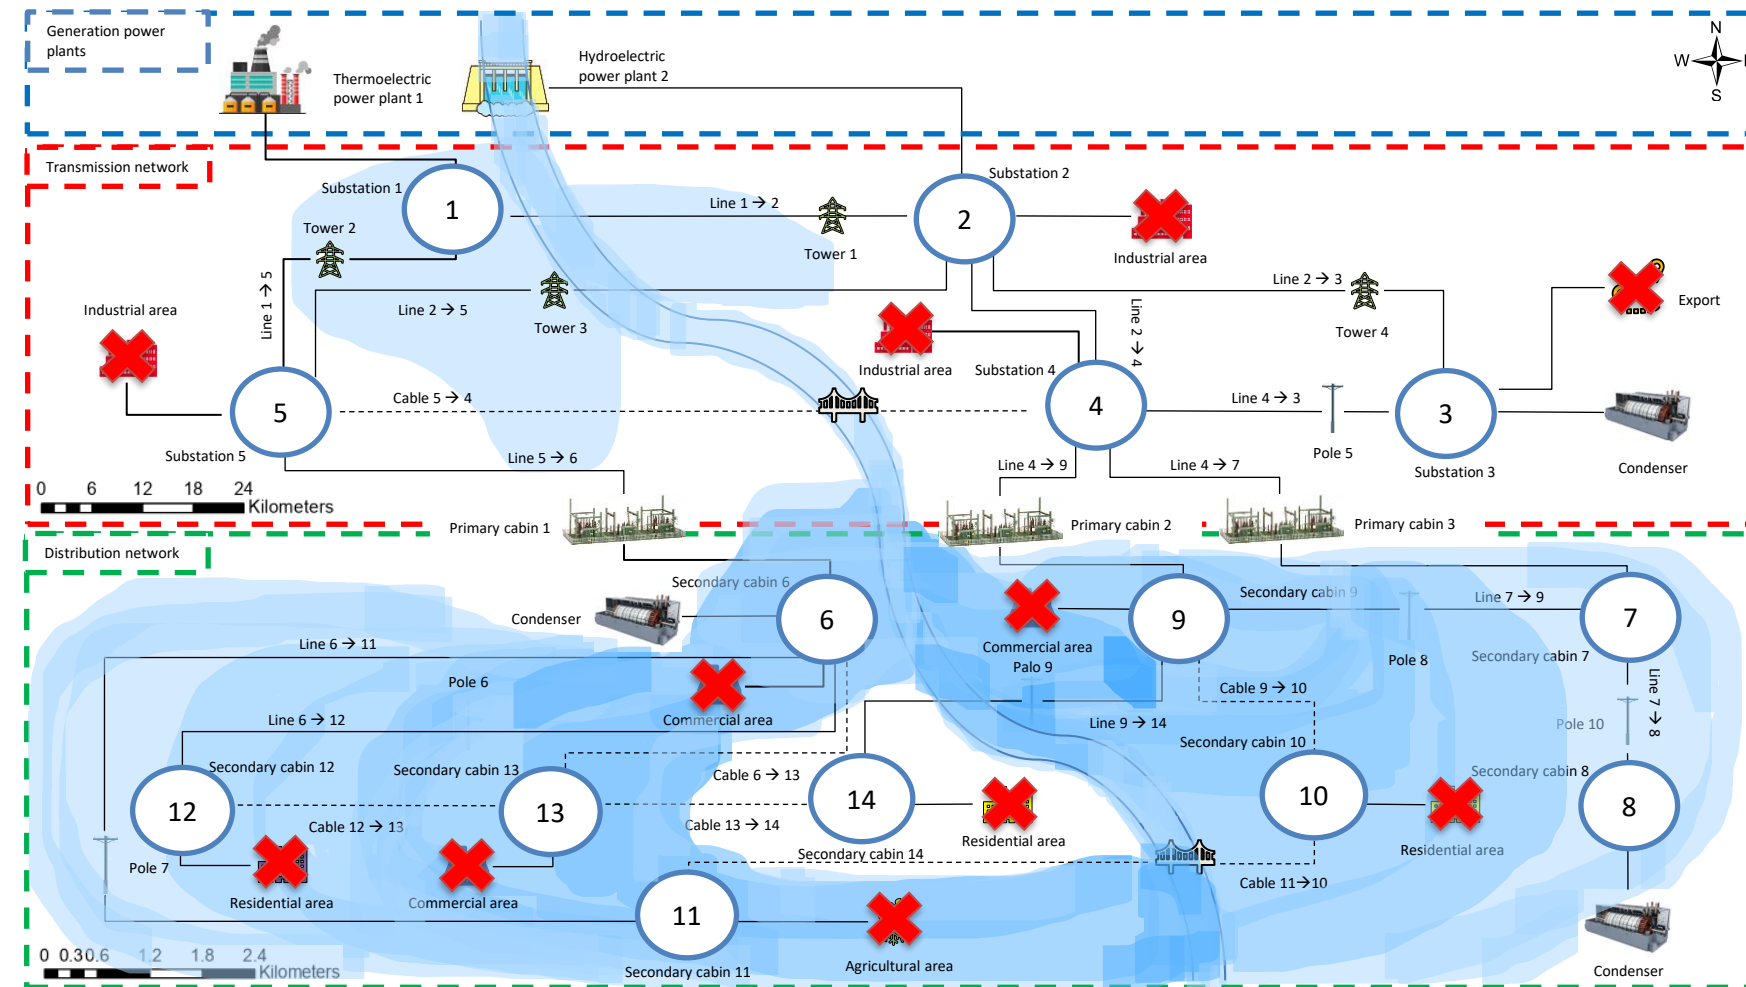 Generation power
plants
Thermoelectric
power plant 1
Hydroelectric
power plant 2
N
W
S
Transmission network
Substation 1
1
Line 1 → 2
Tower 1
Substation 2
2
Industrial area
Tower 2
Line 1 → 5
Line 2 → 5
Tower 3
Line 2 → 3
Tower 4
Export
Industrial area
Industrial area
Line 2 → 4
Substation 4
4
Line 4 → 3
Pole 5
3
Substation 3
Condenser
5
Cable 5 → 4
Substation 5
Line 5 → 6
Line 4 → 9
Line 4 → 7
0 6 12 18 24
Kilometers
Primary cabin 1
Primary cabin 2
Primary cabin 3
Distribution network
Secondary cabin 6
Condenser
6
Secondary cabin 9
9
Commercial area
Palo 9
Line 7 → 9
Pole 8
7
Secondary cabin 7
Line 6 → 11
Pole 6
Commercial area
Line 6 → 12
Cable 9 → 10
Line 9 → 14
Line 7 → 8
Pole 10
Secondary cabin 12
12
Secondary cabin 13
13
Cable 6 → 13
14
Secondary cabin 10
10
Secondary cabin 8
8
Cable 12 → 13
Cable 13 → 14
Residential area
Residential area
Secondary cabin 14
Pole 7
Residential area
Commercial area
11
Cable 11→10
Agricultural area
Secondary cabin 11
Condenser
0 0.30.6 1.2 1.8 2.4
Kilometers